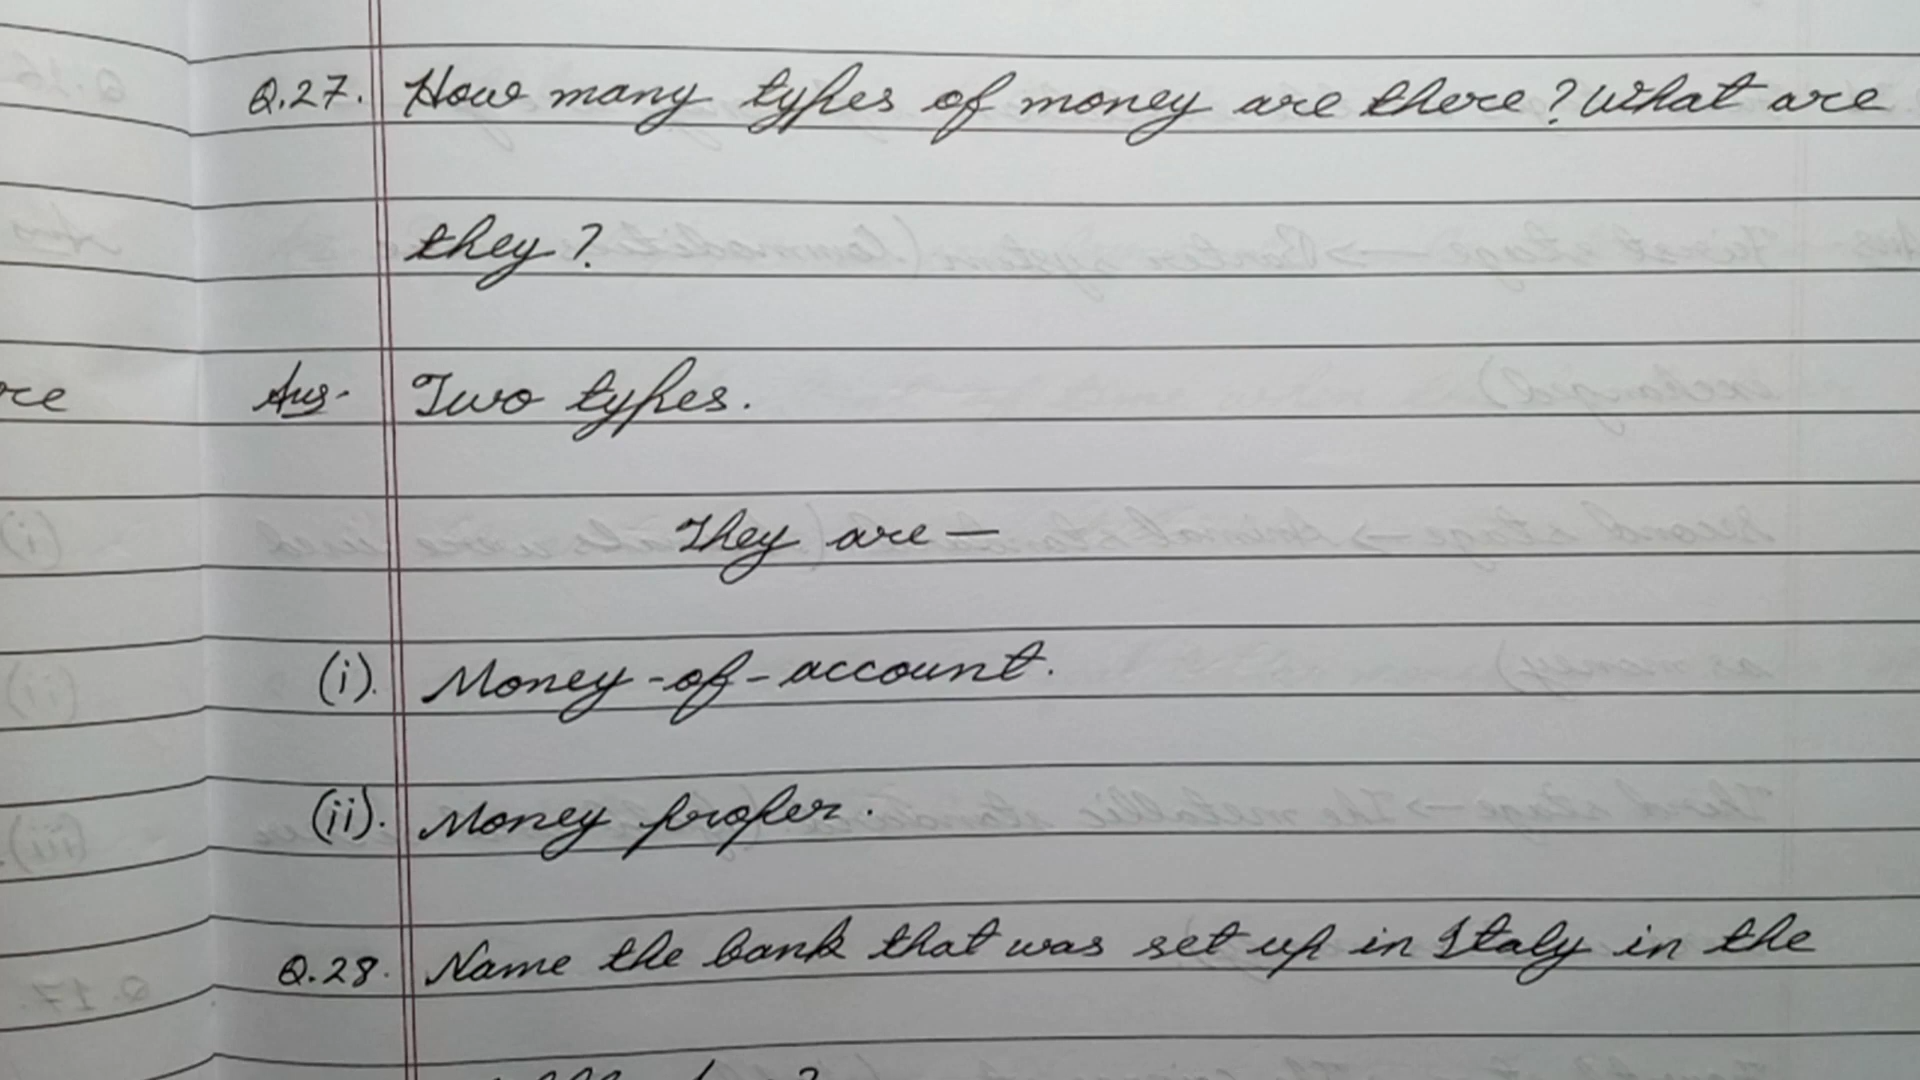 Q.27. How many types of money are there? What are
they?
Ans- Two types.
They are —
(i). Money-of-account.
(ii). Money proper.
Q.28. Name the bank that was set up in Italy in the